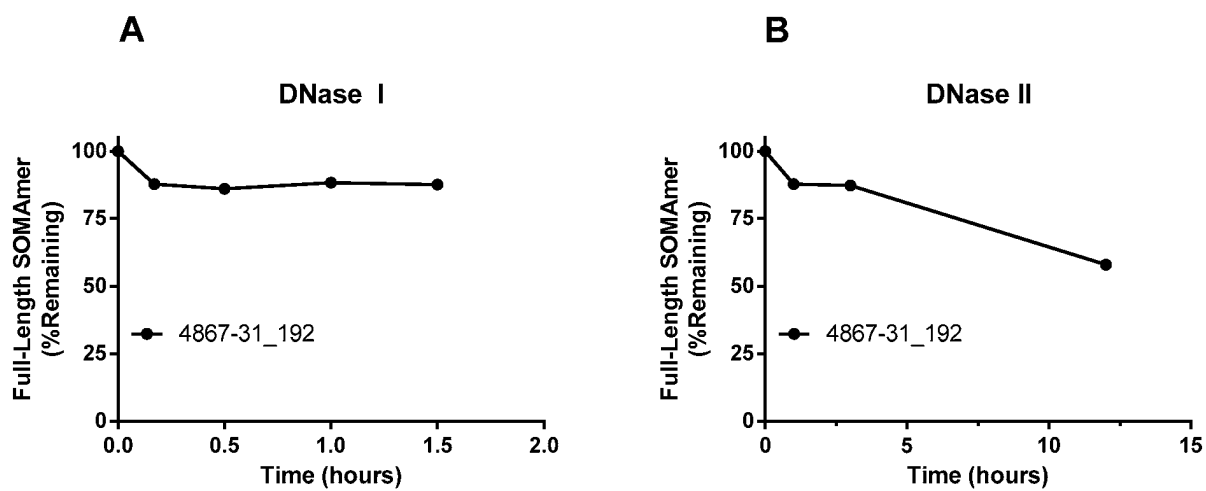 A
DNase I
Full-Length SOMAmer
(%Remaining)
100
75
50
25
0
4867-31_192
0.0
0.5
1.0
1.5
2.0
Time (hours)
B
DNase II
Full-Length SOMAmer
(%Remaining)
100
75
50
25
0
4867-31_192
0
5
10
15
Time (hours)